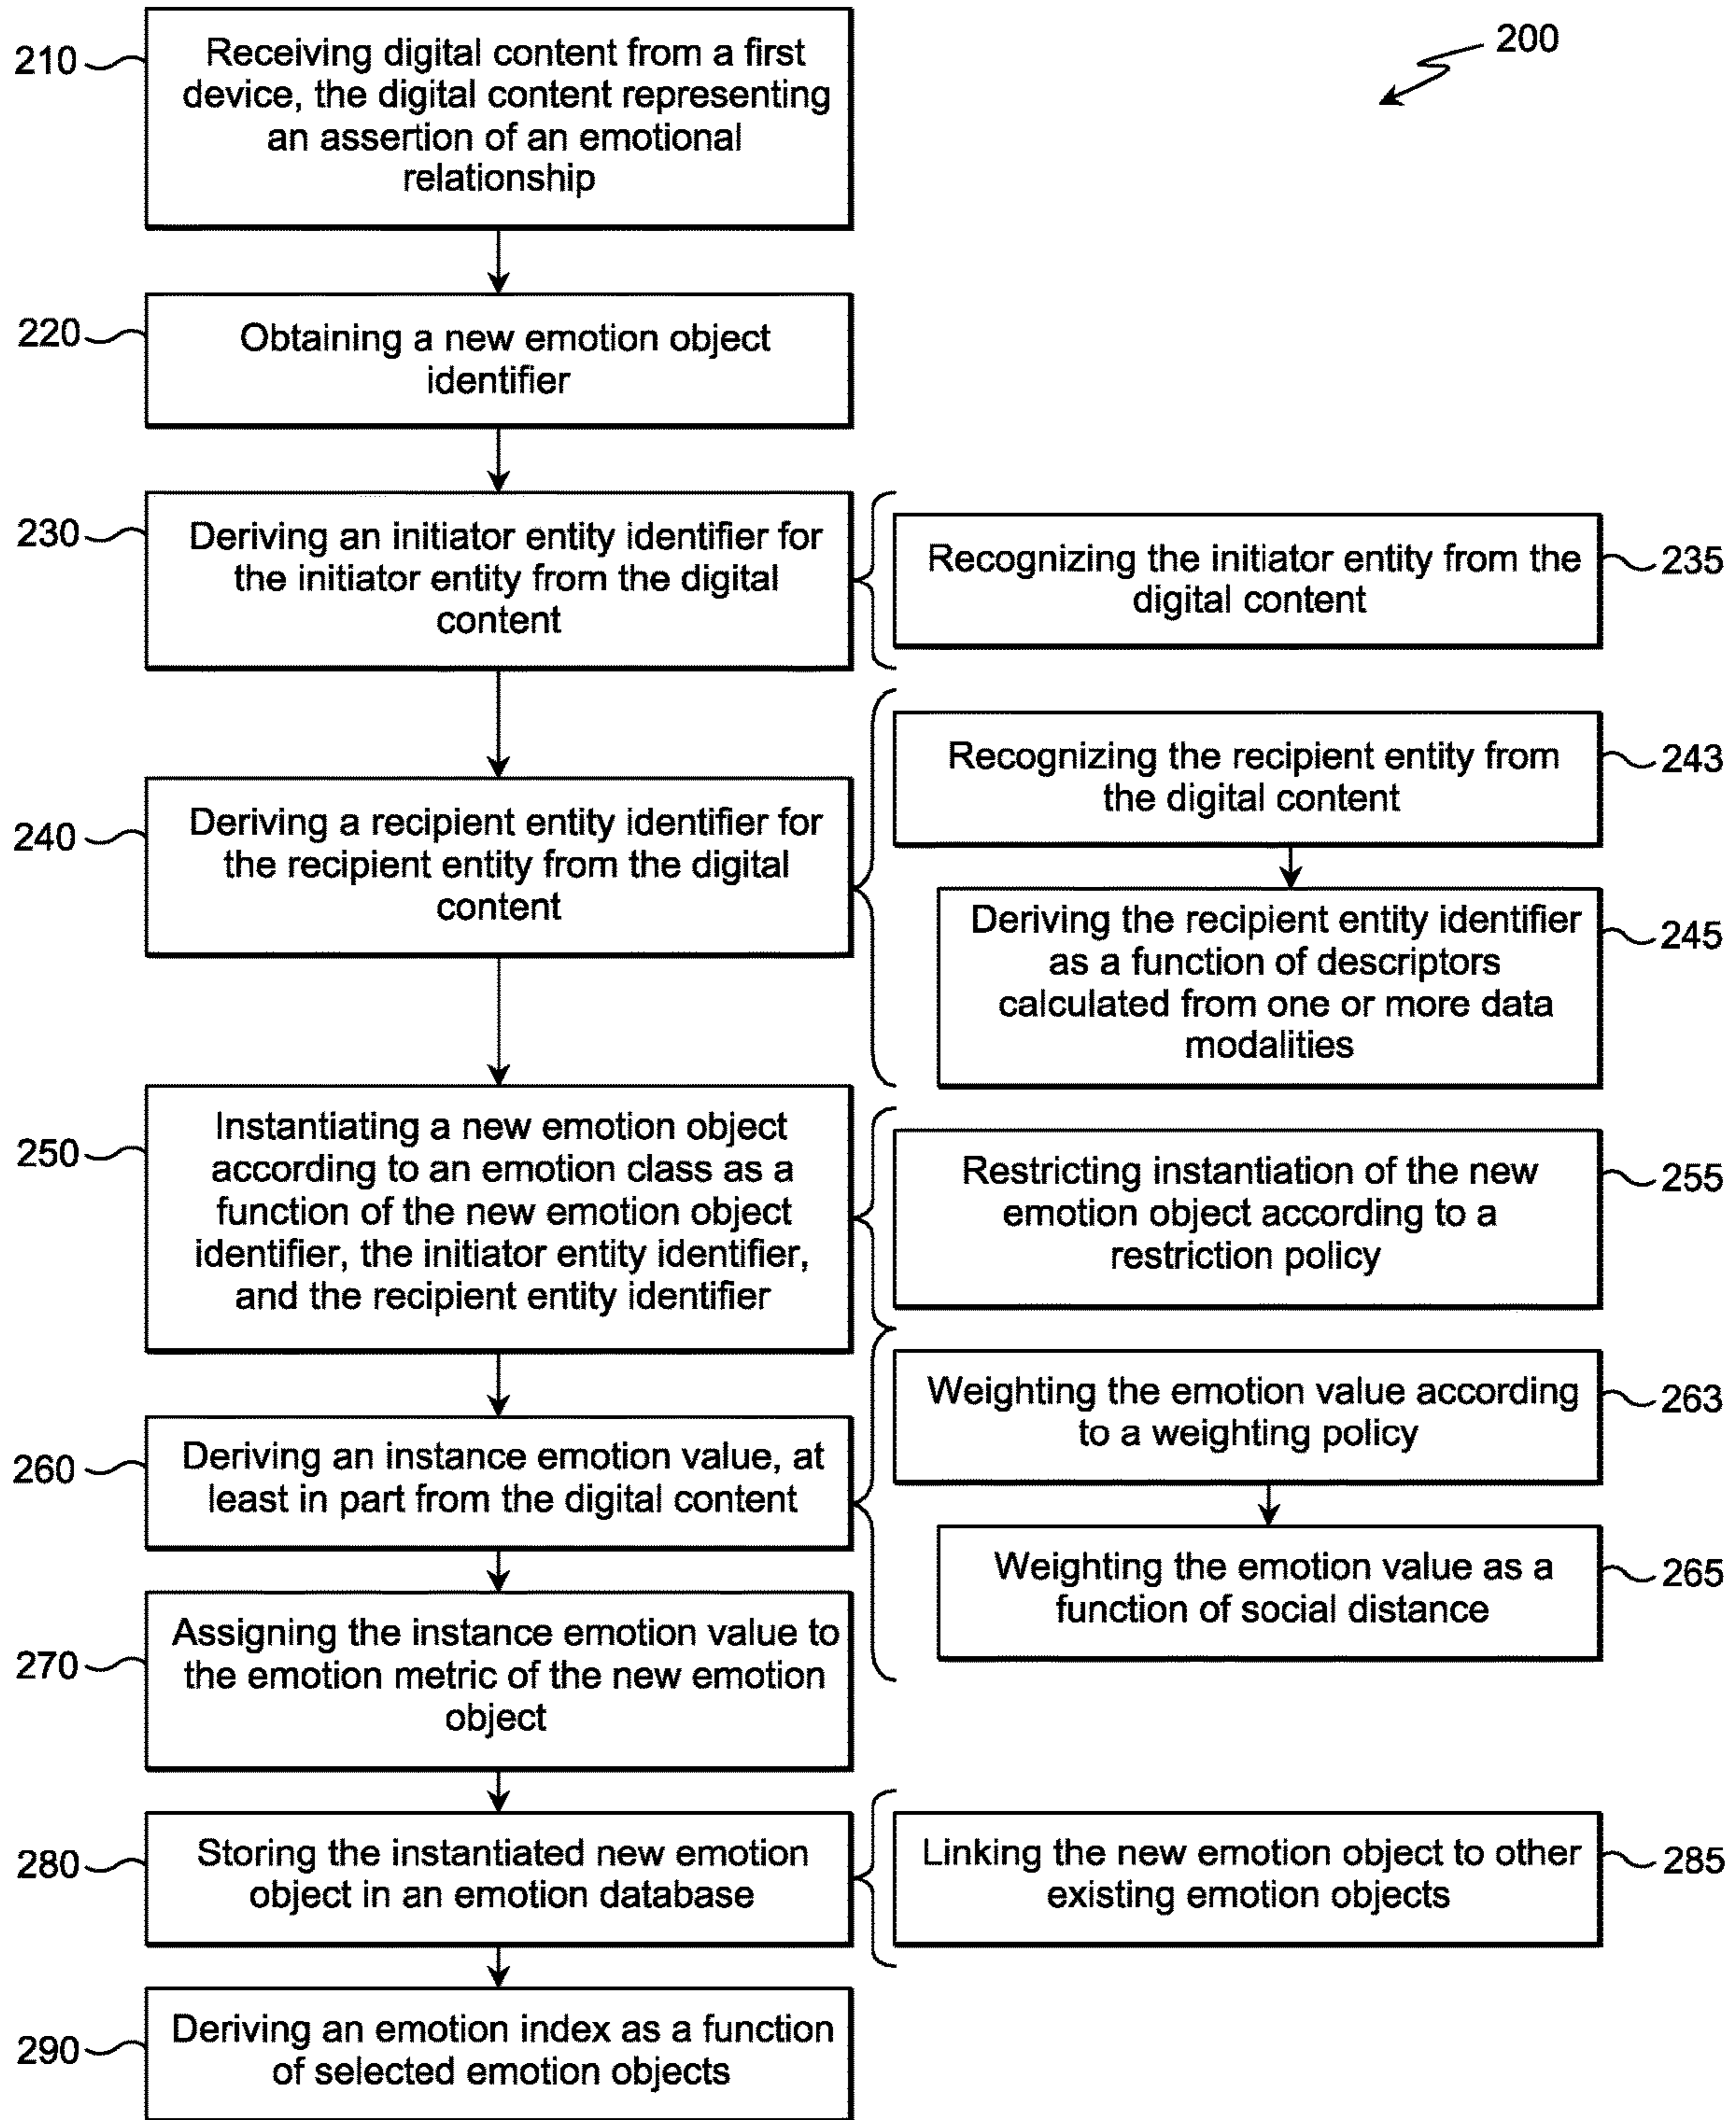 200
210
Receiving digital content from a first
device, the digital content representing
an assertion of an emotional
relationship
220
Obtaining a new emotion object
identifier
230
Deriving an initiator entity identifier for
the initiator entity from the digital
content
Recognizing the initiator entity from the
digital content
235
240
Deriving a recipient entity identifier for
the recipient entity from the digital
content
Recognizing the recipient entity from
the digital content
243
Deriving the recipient entity identifier
as a function of descriptors
calculated from one or more data
modalities
245
250
Instantiating a new emotion object
according to an emotion class as a
function of the new emotion object
identifier, the initiator entity identifier,
and the recipient entity identifier
Restricting instantiation of the new
emotion object according to a
restriction policy
255
260
Deriving an instance emotion value, at
least in part from the digital content
Weighting the emotion value according
to a weighting policy
263
Weighting the emotion value as a
function of social distance
265
270
Assigning the instance emotion value to
the emotion metric of the new emotion
object
280
Storing the instantiated new emotion
object in an emotion database
Linking the new emotion object to other
existing emotion objects
285
290
Deriving an emotion index as a function
of selected emotion objects